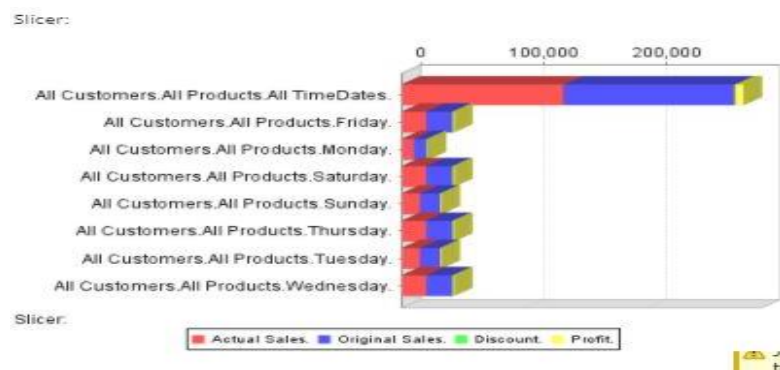 Slicer:
0 100,000 200,000
All Customers.All Products.All TimeDates.
All Customers.All Products.Friday.
All Customers.All Products.Monday.
All Customers.All Products.Saturday.
All Customers.All Products.Sunday.
All Customers.All Products.Thursday.
All Customers.All Products.Tuesday.
All Customers.All Products.Wednesday.
Slicer:
Actual Sales. Original Sales. Discount. Profit.